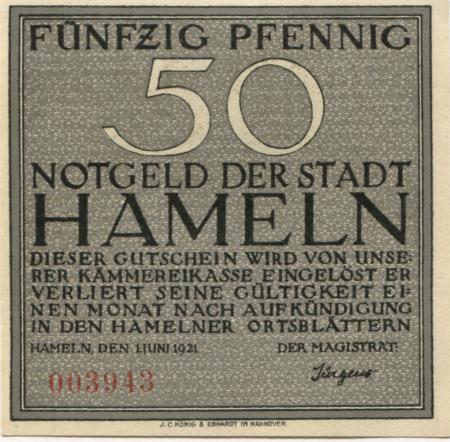 FÜNFZIG PFENNIG
50
NOTGELD DER STADT
HAMELN
DIESER GUTSCHEIN WIRD VON UNSE-
RER KÄMMEREIKASSE EINGELÖST ER
VERLIERT SEINE GÜLTIGKEIT EI-
NEN MONAT NACH AUFKÜNDIGUNG
IN DEN HAMELNER ORTSBLÄTTERN
HAMELN, DEN 1. JUNI 1921 DER MAGISTRAT:
003943 Jürgens
J. C. KÖNIG & EBHARDT IN HANNOVER.